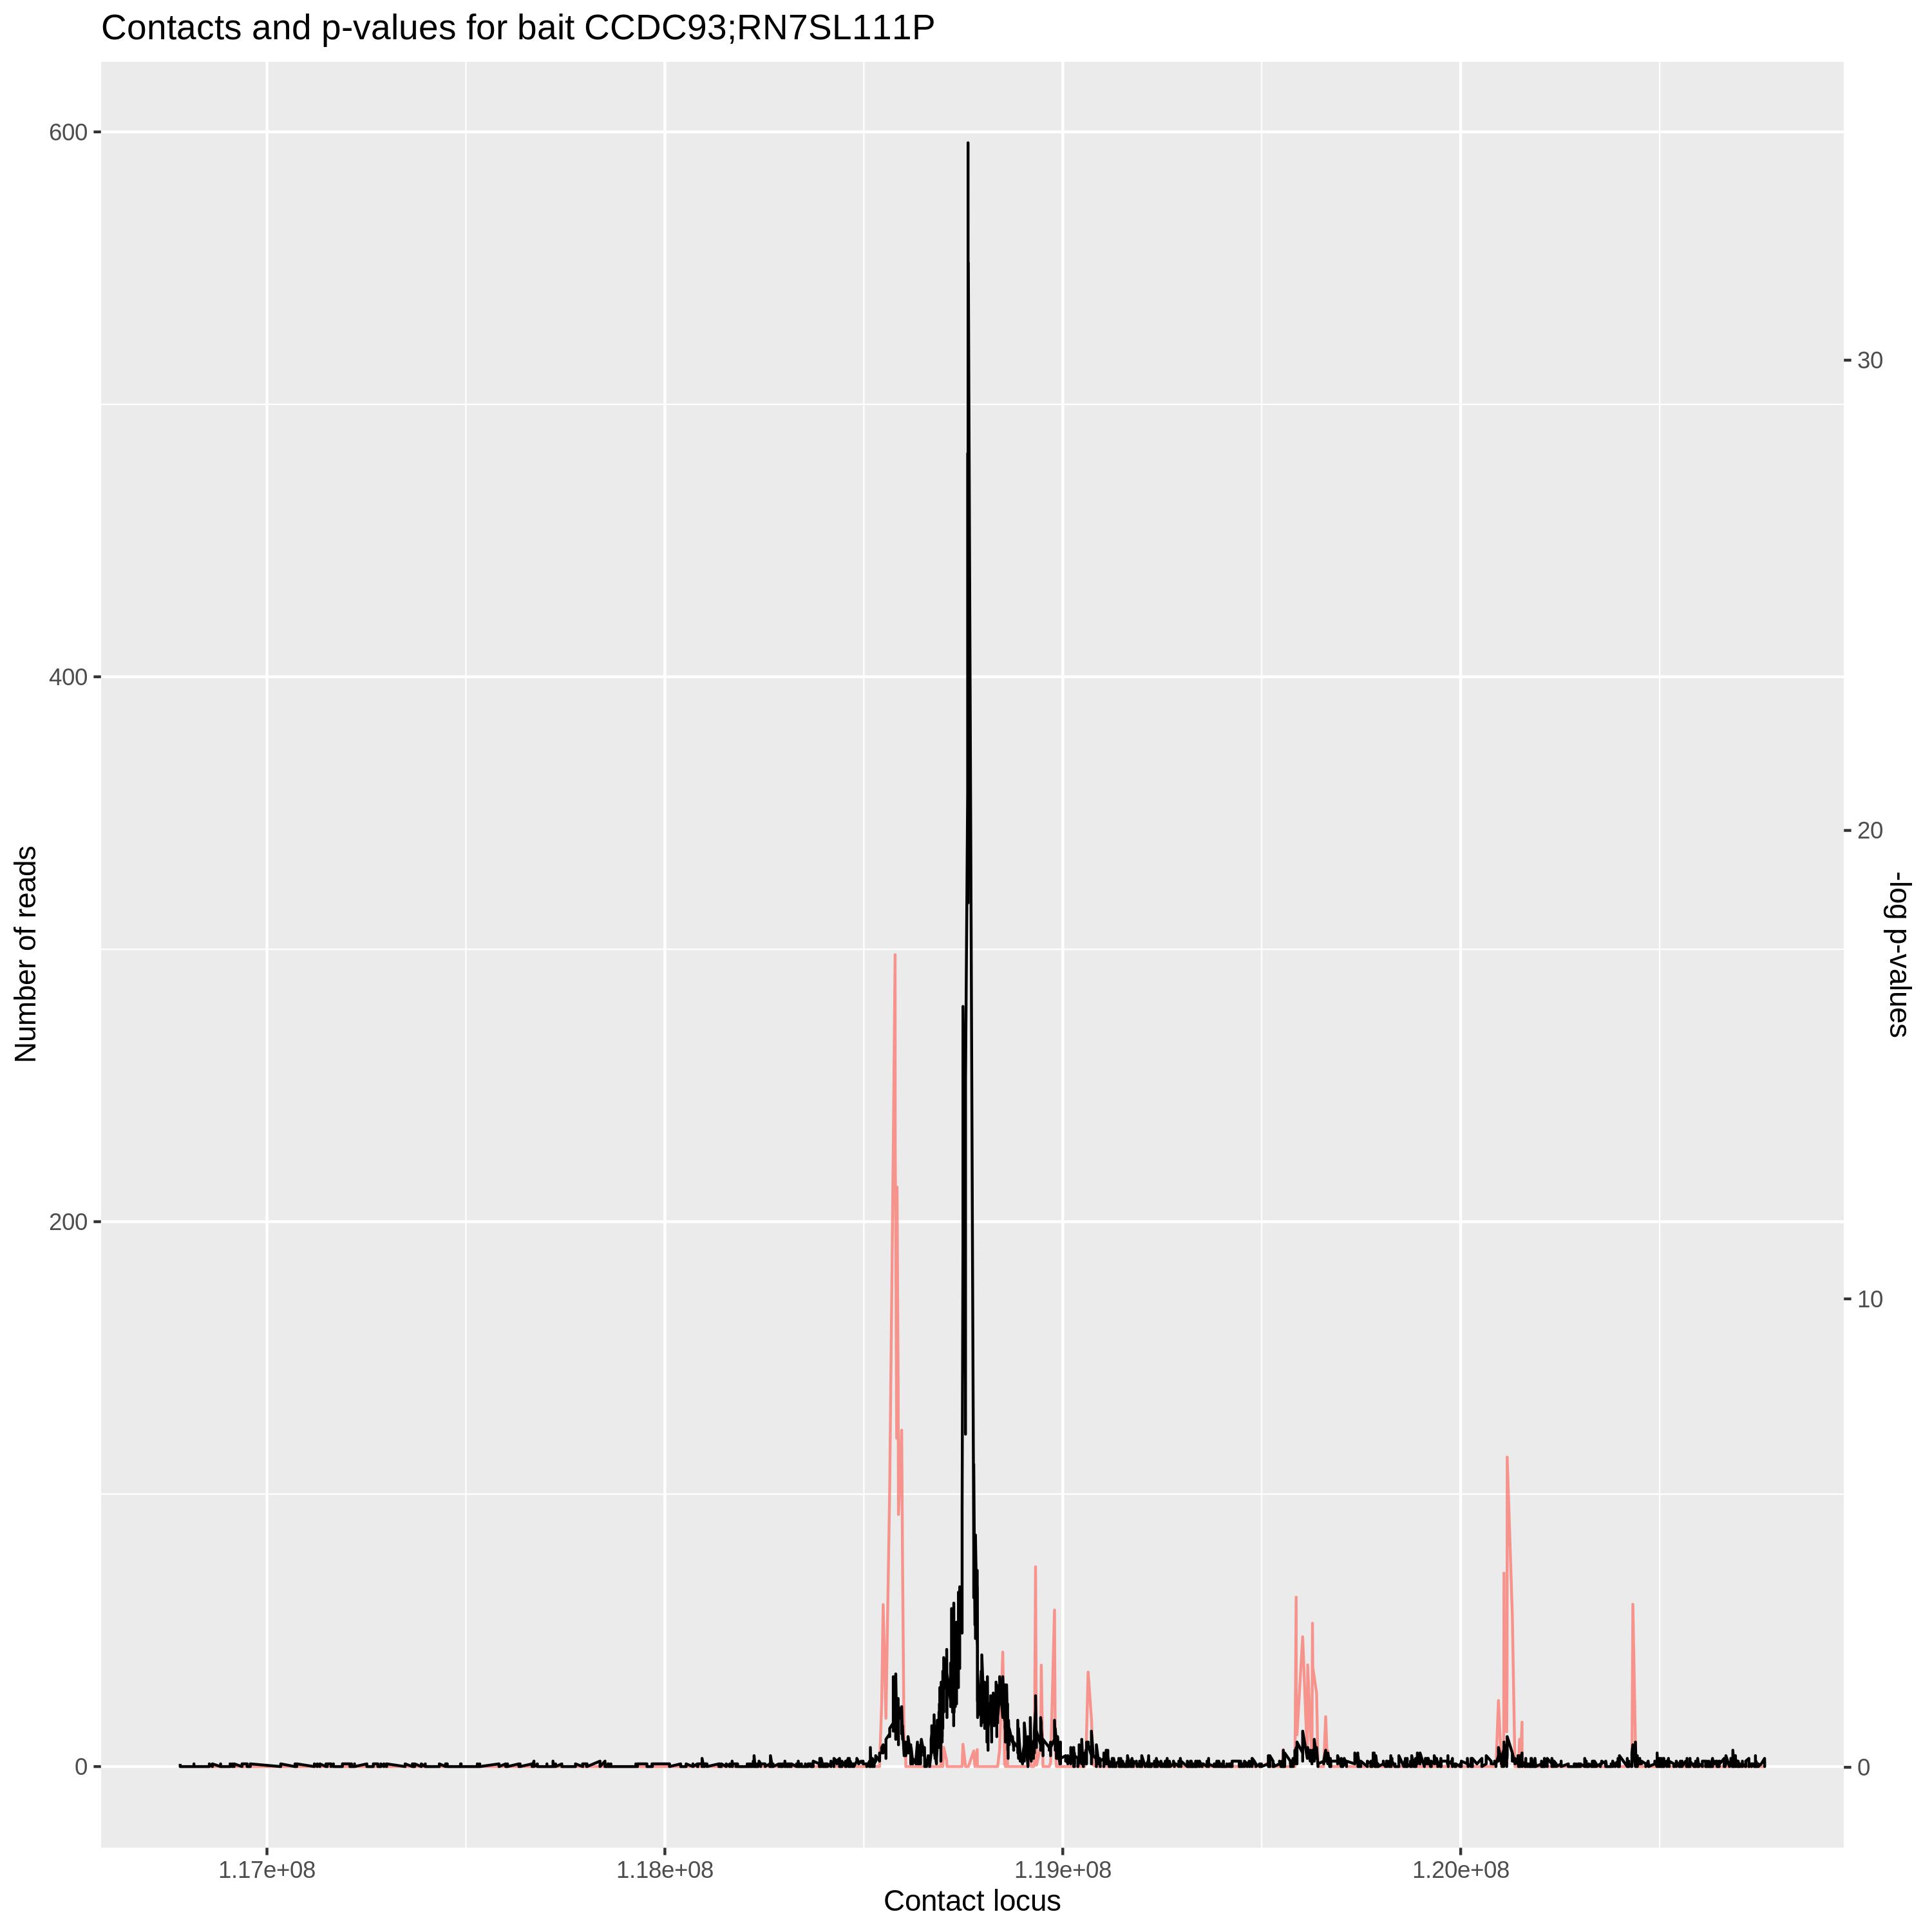 Contacts and p-values for bait CCDC93;RN7SL111P
600
400
200
0
Number of reads
30
20
10
0
-log p-values
1.17e+08
1.18e+08
1.19e+08
1.20e+08
Contact locus